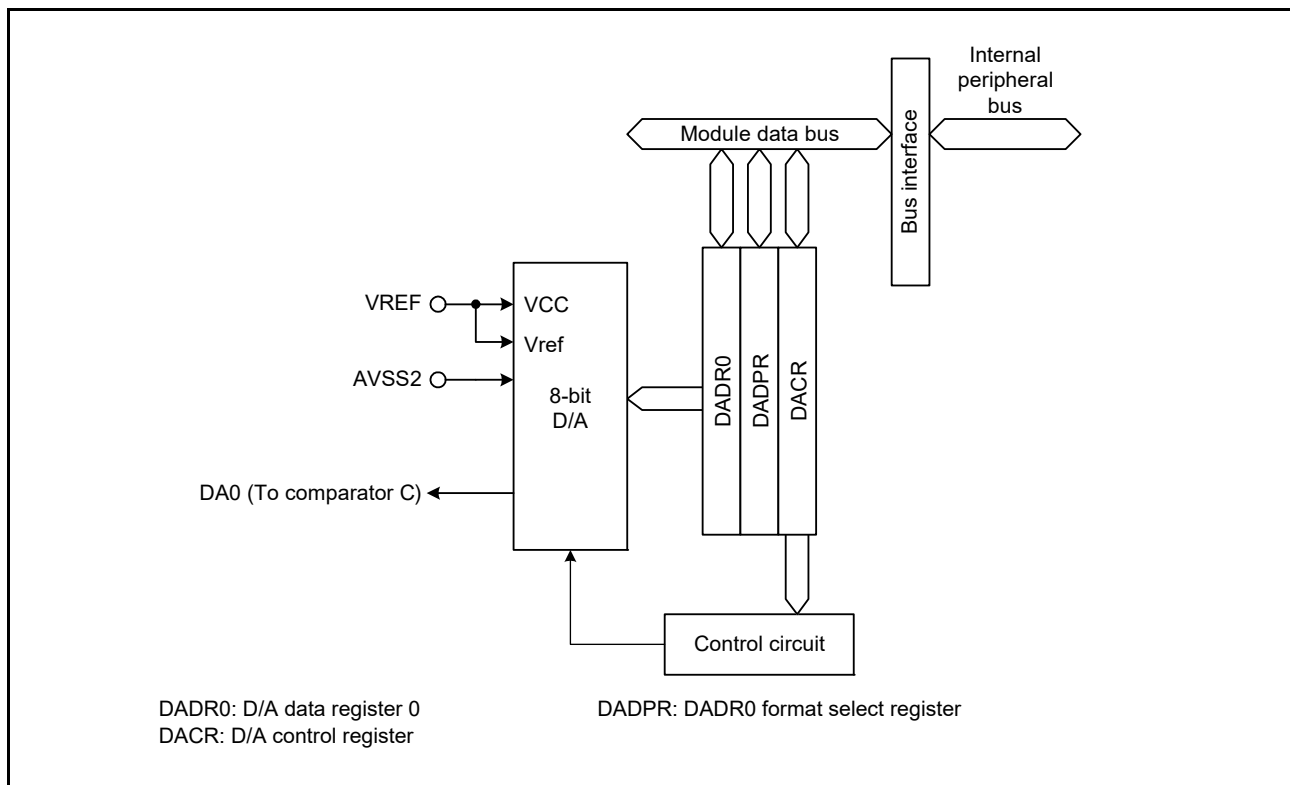 Internal
peripheral
bus
Module data bus
Bus interface
VREF
VCC
Vref
AVSS2
8-bit
D/A
DADR0
DADPR
DACR
DA0 (To comparator C)
Control circuit
DADR0: D/A data register 0
DADPR: DADR0 format select register
DACR: D/A control register